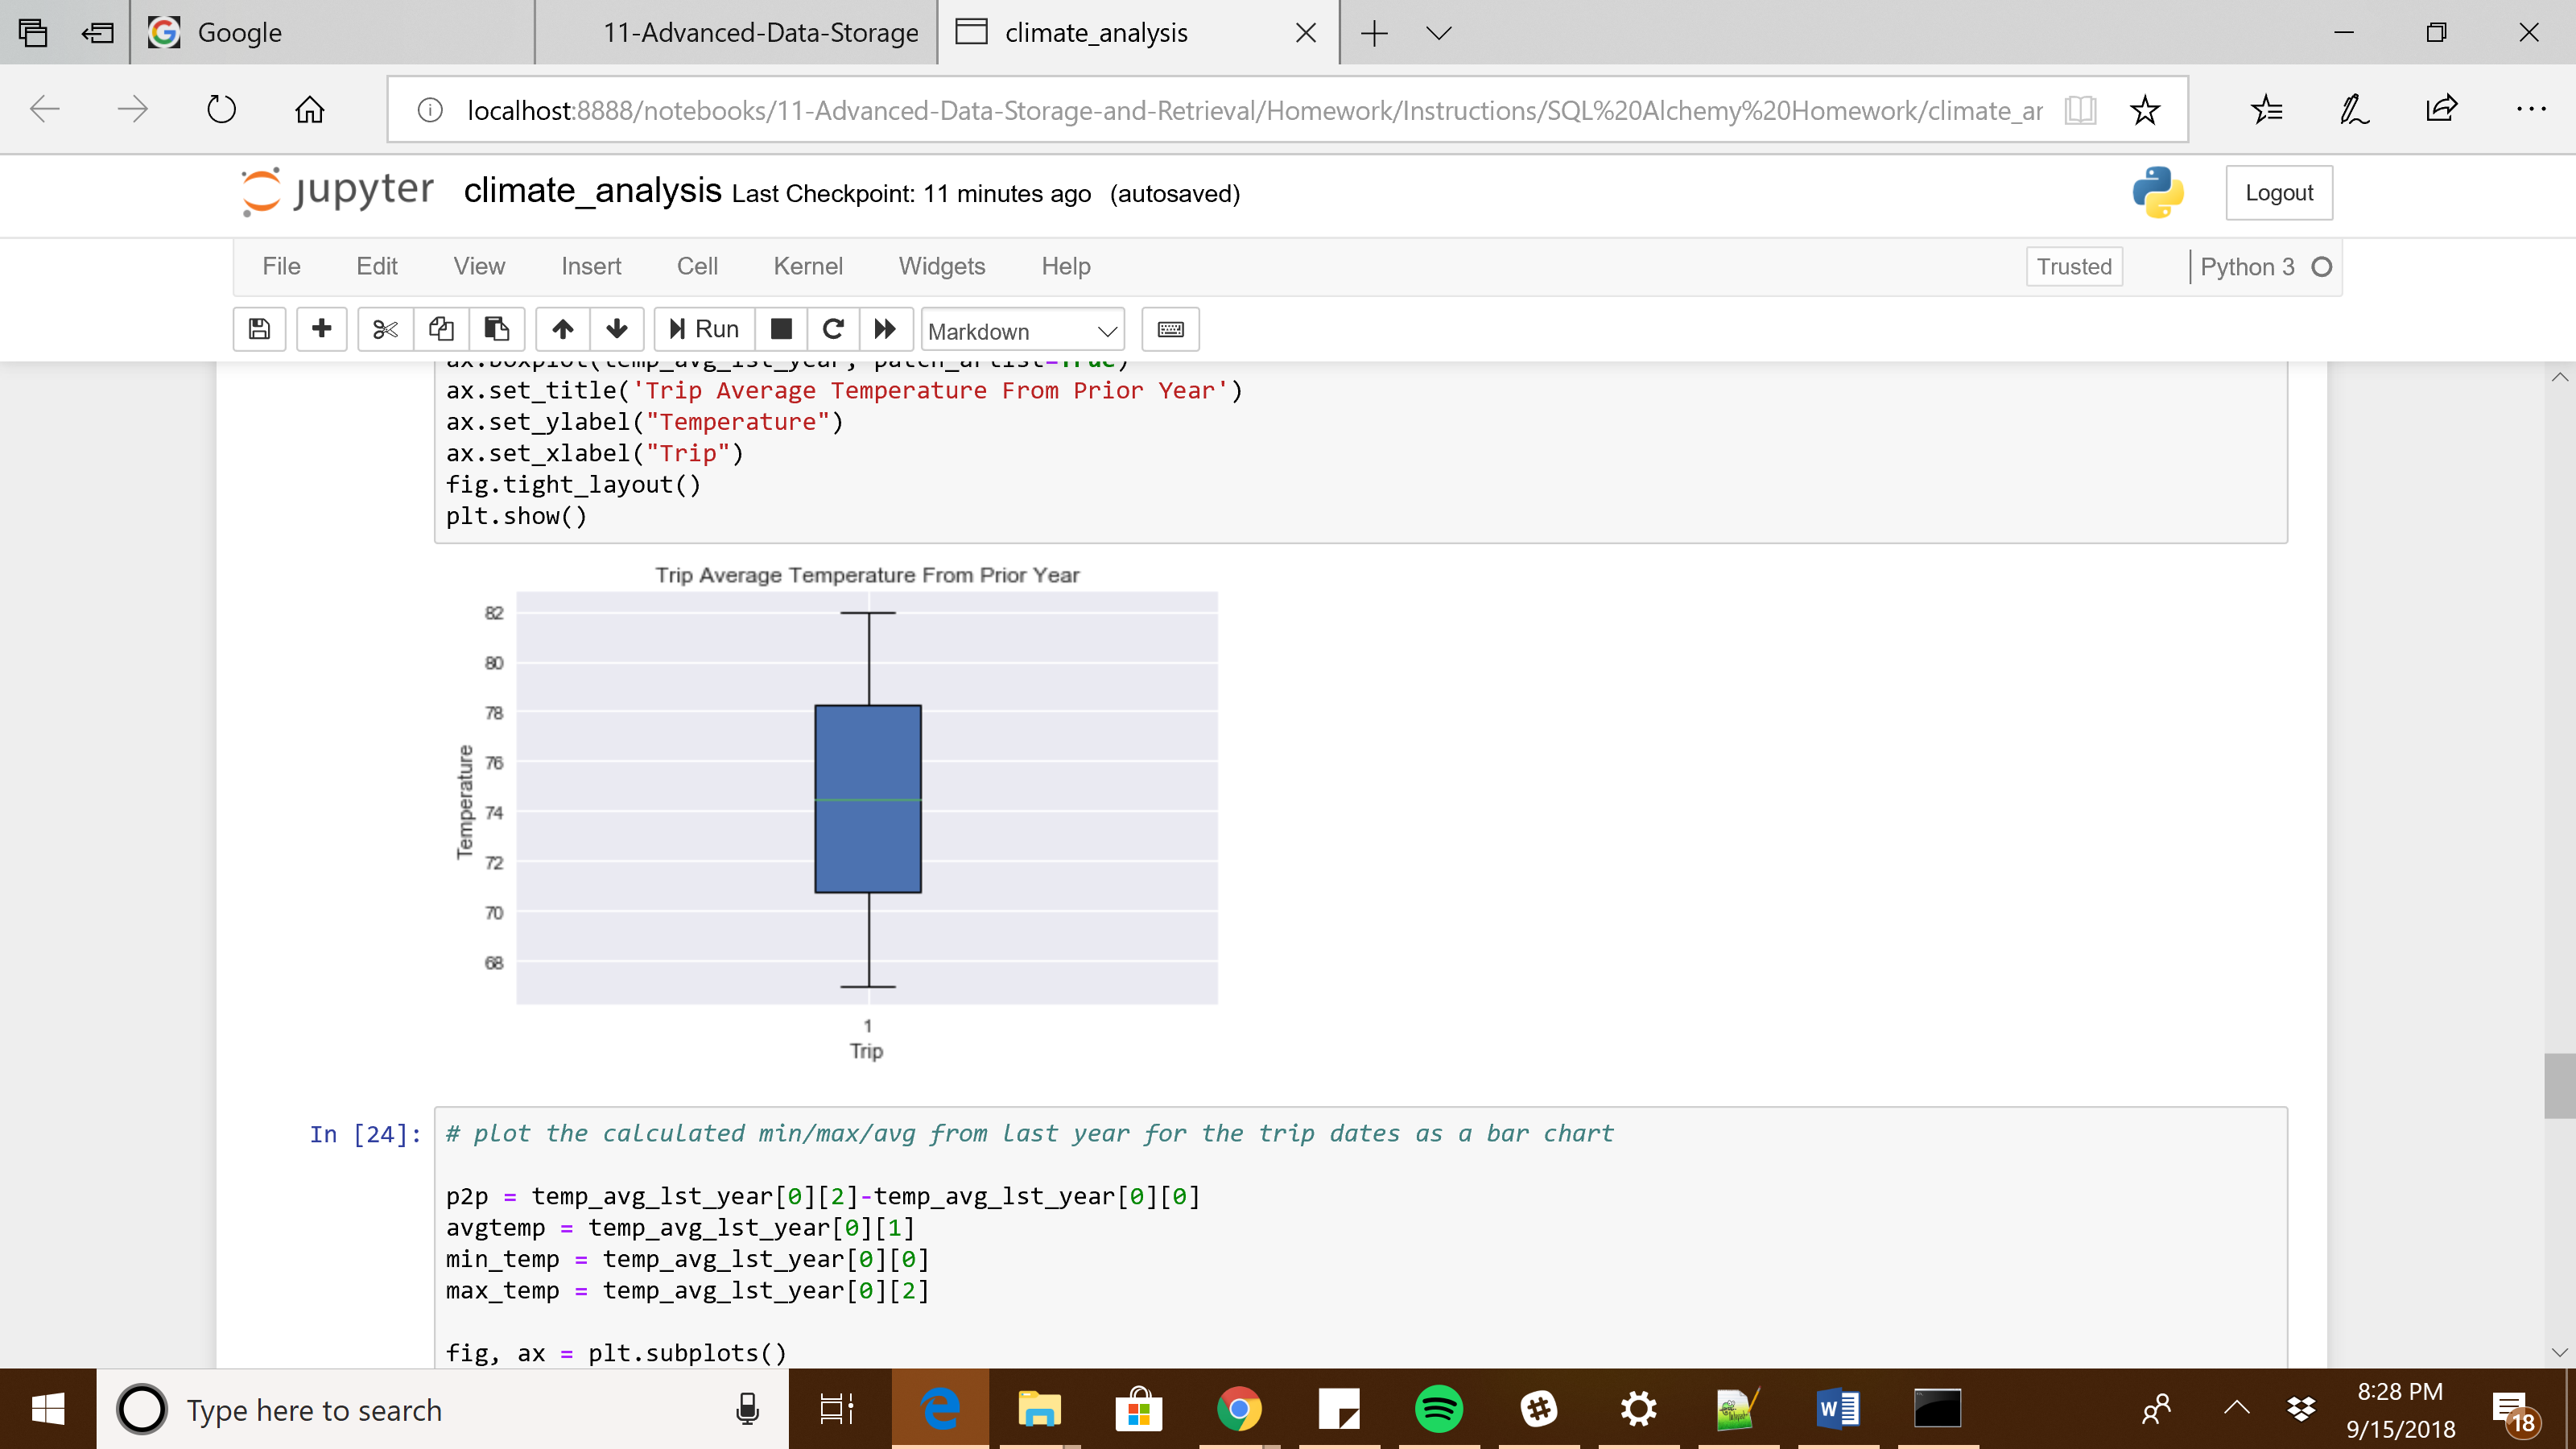 Google
11-Advanced-Data-Storage
climate_analysis
localhost:8888/notebooks/11-Advanced-Data-Storage-and-Retrieval/Homework/Instructions/SQL%20Alchemy%20Homework/climate_ar
jupyter climate_analysis Last Checkpoint: 11 minutes ago (autosaved)
Logout
File Edit View Insert Cell Kernel Widgets Help
Trusted
Python 3
Run
Markdown
ax.boxplot(temp_avg_lst_year, patch_artist=True)
ax.set_title('Trip Average Temperature From Prior Year')
ax.set_ylabel("Temperature")
ax.set_xlabel("Trip")
fig.tight_layout()
plt.show()
Trip Average Temperature From Prior Year
82
80
78
76
74
72
70
68
Temperature
1
Trip
In [24]:
# plot the calculated min/max/avg from last year for the trip dates as a bar chart
p2p = temp_avg_lst_year[0][2]-temp_avg_lst_year[0][0]
avgtemp = temp_avg_lst_year[0][1]
min_temp = temp_avg_lst_year[0][0]
max_temp = temp_avg_lst_year[0][2]
fig, ax = plt.subplots()
Type here to search
W
8:28 PM
9/15/2018
18